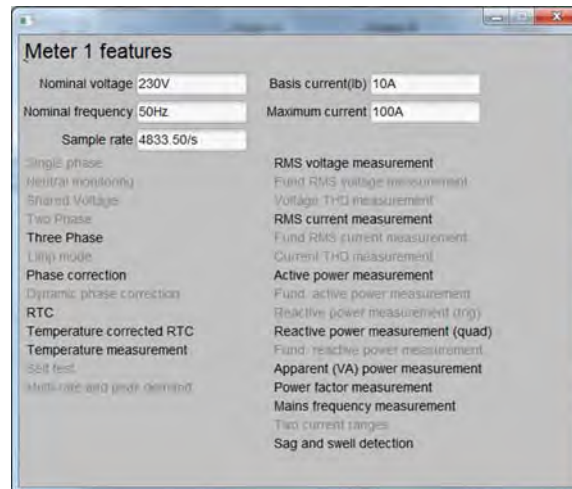 Meter 1 features
Nominal voltage 230V
Basis current(Ib) 10A
Nominal frequency 50Hz
Maximum current 100A
Sample rate 4833.50/s
Single phase
Neutral monitoring
Shared Voltage
Two Phase
Three Phase
Limp mode
Phase correction
Dynamic phase correction
RTC
Temperature corrected RTC
Temperature measurement
Self test
Multi-rate and peak demand
RMS voltage measurement
Fund RMS voltage measurement
Voltage THD measurement
RMS current measurement
Fund RMS current measurement
Current THD measurement
Active power measurement
Fund. active power measurement
Reactive power measurement (trig)
Reactive power measurement (quad)
Fund. reactive power measurement
Apparent (VA) power measurement
Power factor measurement
Mains frequency measurement
Two current ranges
Sag and swell detection